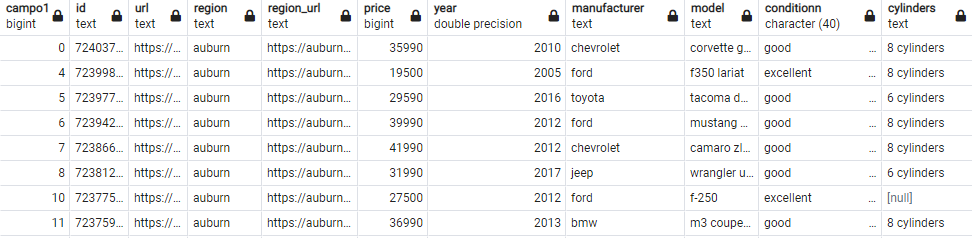 campo1 id url region region_url price year manufacturer model conditionn cylinders
bigint text text text text bigint double precision text text character (40) text
0 724037... https://... auburn https://auburn... 35990 2010 chevrolet corvette g... good ... 8 cylinders
4 723998... https://... auburn https://auburn... 19500 2005 ford f350 lariat excellent ... 8 cylinders
5 723977... https://... auburn https://auburn... 29590 2016 toyota tacoma d... good ... 6 cylinders
6 723942... https://... auburn https://auburn... 39990 2012 ford mustang ... good ... 8 cylinders
7 723866... https://... auburn https://auburn... 41990 2012 chevrolet camaro zl... good ... 8 cylinders
8 723812... https://... auburn https://auburn... 31990 2017 jeep wrangler u... good ... 6 cylinders
10 723775... https://... auburn https://auburn... 27500 2012 ford f-250 excellent ... [null]
11 723759... https://... auburn https://auburn... 36990 2013 bmw m3 coupe... good ... 8 cylinders